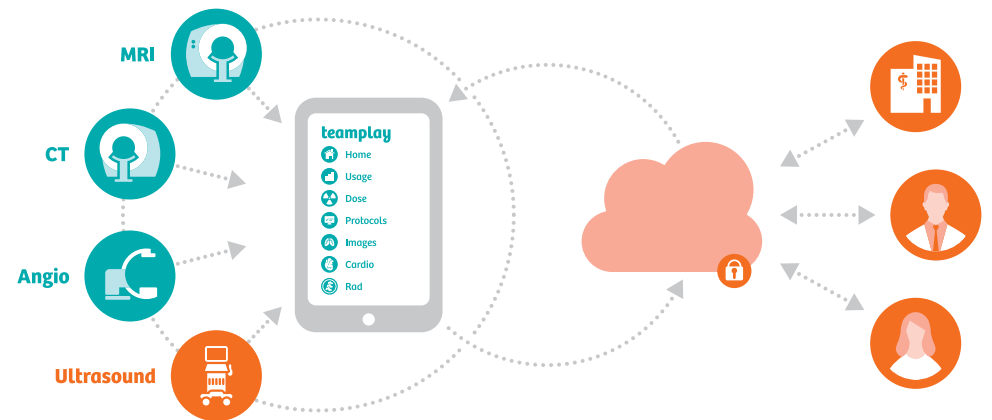 MRI
CT
Angio
Ultrasound
teamplay
Home
Usage
Dose
Protocols
Images
Cardio
Rad
$